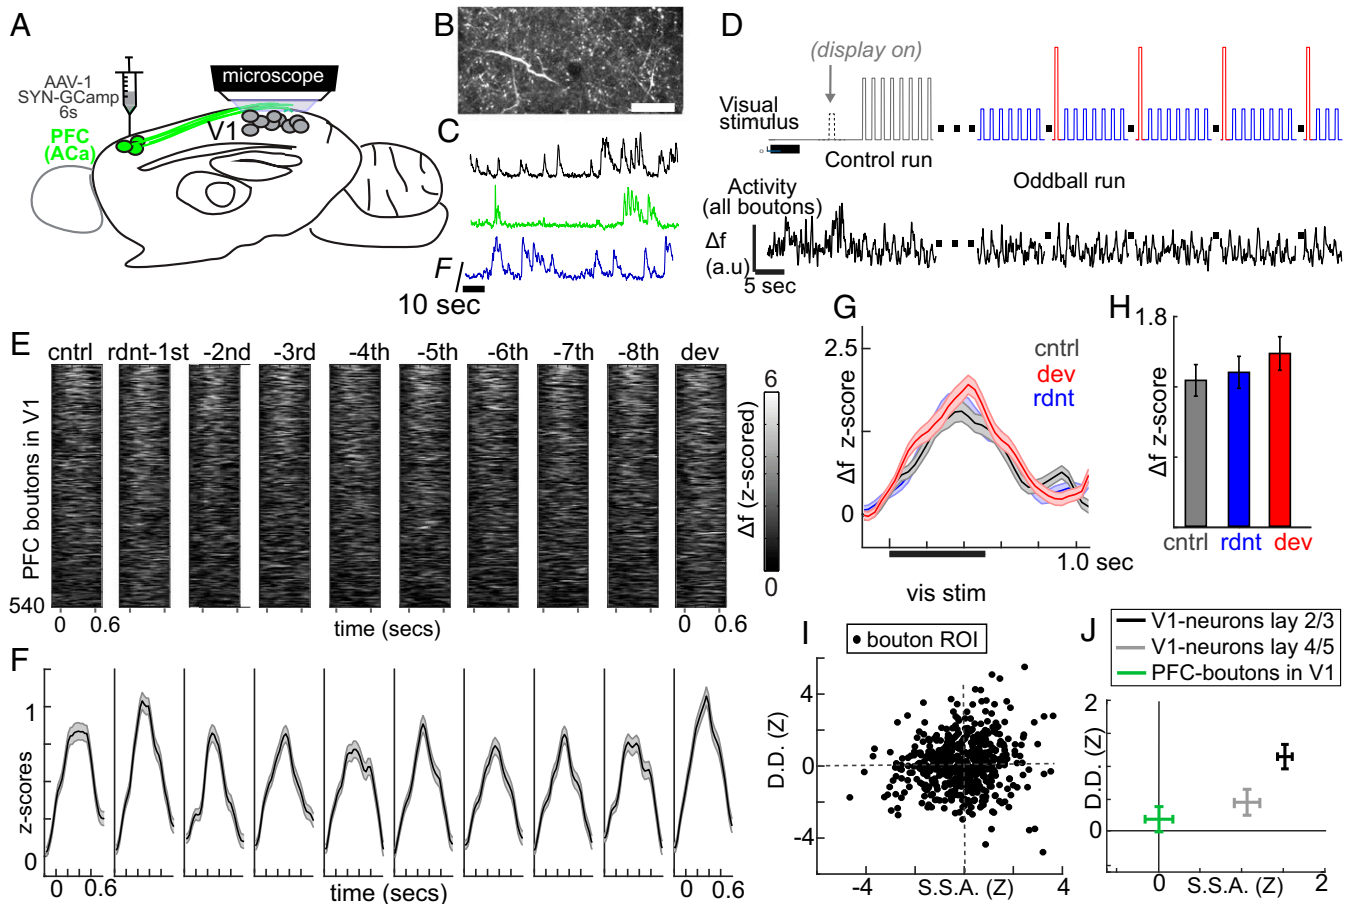 A
AAV-1
SYN-GCamp
6s
PFC
(ACa)
microscope
V1
B
C
F
10 sec
D
(display on)
Visual
stimulus
Control run
Oddball run
Activity
(all boutons)
Δf
(a.u)
5 sec
E
cntrl rdnt-1st -2nd -3rd -4th -5th -6th -7th -8th dev
PFC boutons in V1
540
0 0.6 time (secs) 0 0.6
6
0
Δf (z-scored)
F
z-scores
1
0
0 0.6 time (secs) 0 0.6
G
2.5
0
Δf z-score
cntrl
dev
rdnt
1.0 sec
vis stim
H
1.8
Δf z-score
cntrl rdnt dev
I
bouton ROI
D.D. (Z)
4
0
-4
-4 S.S.A. (Z) 4
J
V1-neurons lay 2/3
V1-neurons lay 4/5
PFC-boutons in V1
2
0
D.D. (Z)
0 S.S.A. (Z) 2